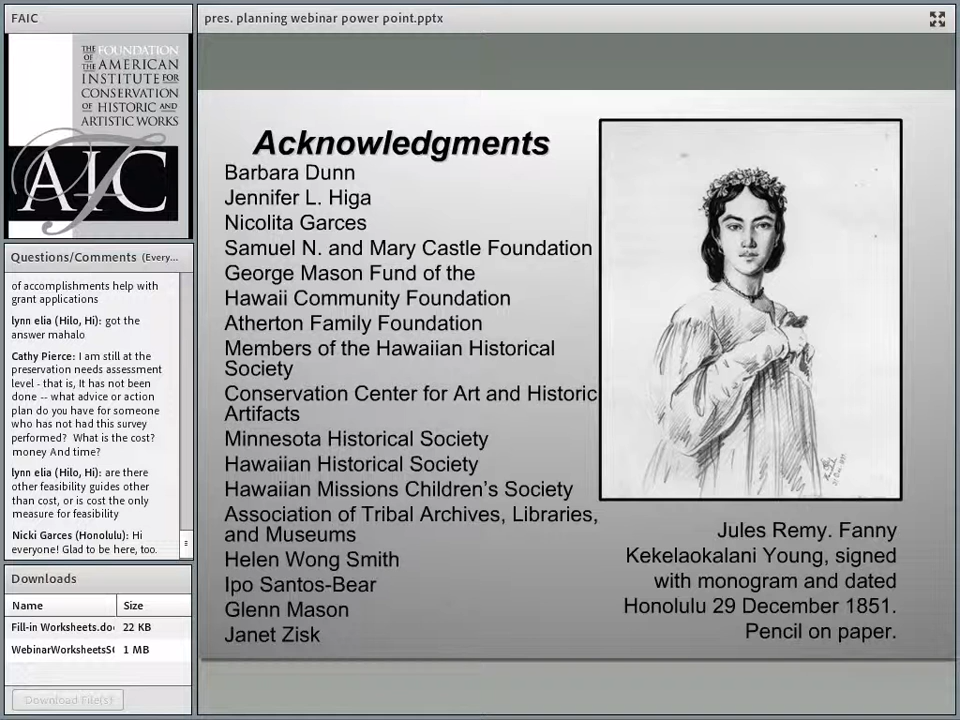 FAIC
THE FOUNDATION
OF THE AMERICAN
INSTITUTE FOR
CONSERVATION
OF HISTORIC AND
ARTISTIC WORKS
AIC
Questions/Comments (Every...
of accomplishments help with
grant applications
lynn elia (Hilo, Hi): got the
answer mahalo
Cathy Pierce: I am still at the
preservation needs assessment
level - that is, It has not been
done -- what advice or action
plan do you have for someone
who has not had this survey
performed? What is the cost?
money And time?
lynn elia (Hilo, Hi): are there
other feasibility guides other
than cost, or is cost the only
measure for feasibility
Nicki Garces (Honolulu): Hi
everyone! Glad to be here, too.
Downloads
Name Size
Fill-in Worksheets.do 22 KB
WebinarWorksheetsS 1 MB
Download File(s)
pres. planning webinar power point.pptx
Acknowledgments
Barbara Dunn
Jennifer L. Higa
Nicolita Garces
Samuel N. and Mary Castle Foundation
George Mason Fund of the
Hawaii Community Foundation
Atherton Family Foundation
Members of the Hawaiian Historical
Society
Conservation Center for Art and Historic
Artifacts
Minnesota Historical Society
Hawaiian Historical Society
Hawaiian Missions Children's Society
Association of Tribal Archives, Libraries,
and Museums
Helen Wong Smith
Ipo Santos-Bear
Glenn Mason
Janet Zisk
Jules Remy. Fanny
Kekelaokalani Young, signed
with monogram and dated
Honolulu 29 December 1851.
Pencil on paper.